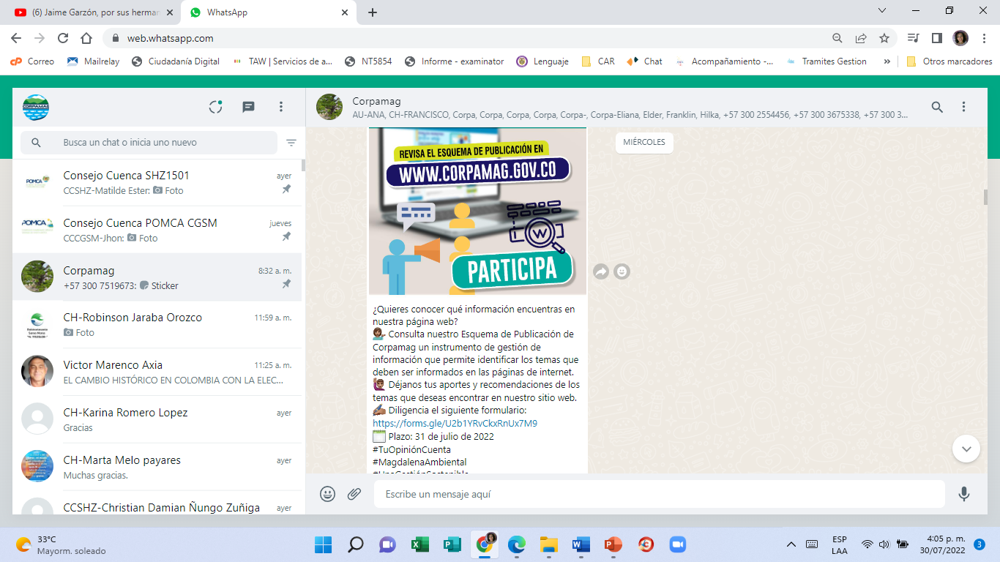 (6) Jaime Garzón, por sus herman
WhatsApp
web.whatsapp.com
Correo
Mailrelay
Ciudadanía Digital
TAW | Servicios de a...
NT5854
Informe - examinator
Lenguaje
CAR
Chat
Acompañamiento -...
Tramites Gestion
»
Otros marcadores
CORPAMAG
Busca un chat o inicia uno nuevo
Consejo Cuenca SHZ1501
ayer
CCSHZ-Matilde Ester: Foto
POMCA
Consejo Cuenca POMCA CGSM
jueves
CCCGSM-Jhon: Foto
POMCA
Corpamag
8:32 a. m.
+57 300 7519673: Sticker
CH-Robinson Jaraba Orozco
11:59 a. m.
Foto
Victor Marenco Axia
11:25 a. m.
EL CAMBIO HISTÓRICO EN COLOMBIA CON LA ELEC...
CH-Karina Romero Lopez
ayer
Gracias
CH-Marta Melo payares
ayer
Muchas gracias.
CCSHZ-Christian Damian Ñungo Zuñiga
ayer
Corpamag
AU-ANA, CH-FRANCISCO, Corpa, Corpa, Corpa, Corpa, Corpa-, Corpa-Eliana, Elder, Franklin, Hilka, +57 300 2554456, +57 300 3675338, +57 300 3...
MIÉRCOLES
REVISA EL ESQUEMA DE PUBLICACIÓN EN
WWW.CORPAMAG.GOV.CO
W
PARTICIPA
¿Quieres conocer qué información encuentras en
nuestra página web?
Consulta nuestro Esquema de Publicación de
Corpamag un instrumento de gestión de
información que permite identificar los temas que
deben ser informados en las páginas de internet.
Déjanos tus aportes y recomendaciones de los
temas que deseas encontrar en nuestro sitio web.
Diligencia el siguiente formulario:
https://forms.gle/U2b1YRvCkxRnUx7M9
Plazo: 31 de julio de 2022
#TuOpiniónCuenta
#MagdalenaAmbiental
#UnaGestiónSostenible
Escribe un mensaje aquí
33°C
Mayorm. soleado
ESP
LAA
4:05 p. m.
30/07/2022
3